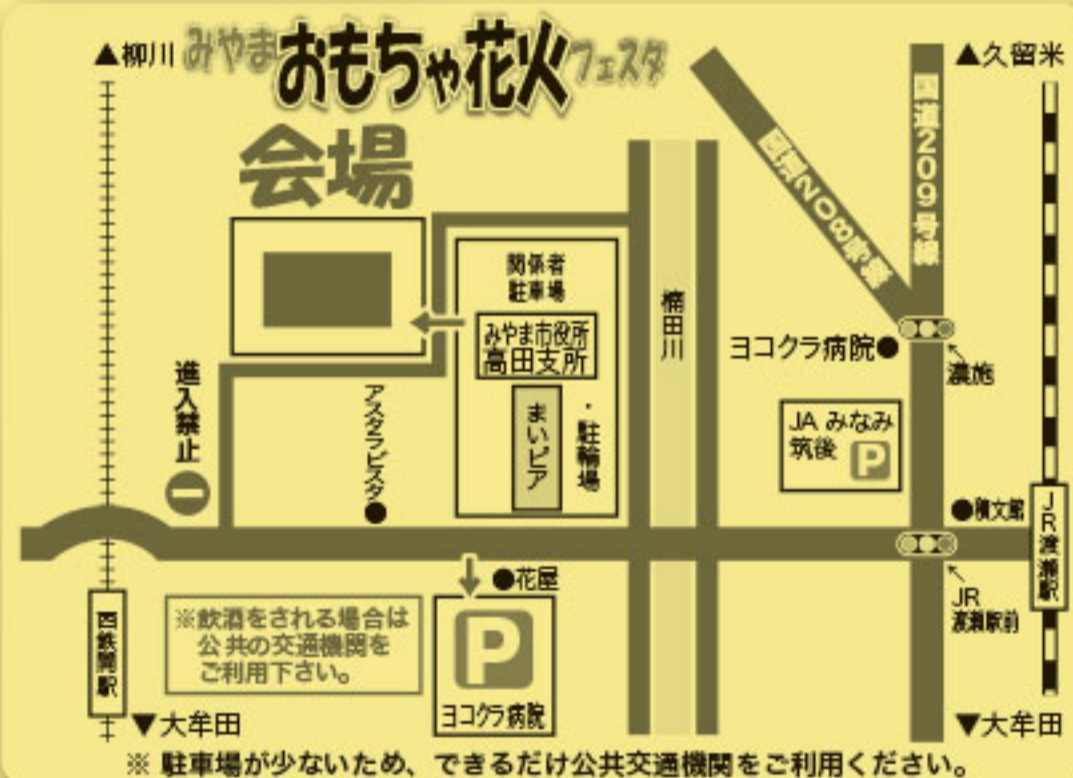 ▲柳川
みやま おもちゃ花火 フェスタ
会場
▲久留米
国道208号線
国道209号線
関係者
駐車場
みやま市役所
高田支所
まいピア
・駐輪場
楠田川
ヨコクラ病院●
濃施
進入禁止
アスタラビスタ●
JA みなみ
筑後 P
●積文館
JR渡瀬駅
●花屋
JR
渡瀬駅前
西鉄開駅
※飲酒をされる場合は
公共の交通機関を
ご利用下さい。
P
ヨコクラ病院
▼大牟田
▼大牟田
※ 駐車場が少ないため、できるだけ公共交通機関をご利用ください。